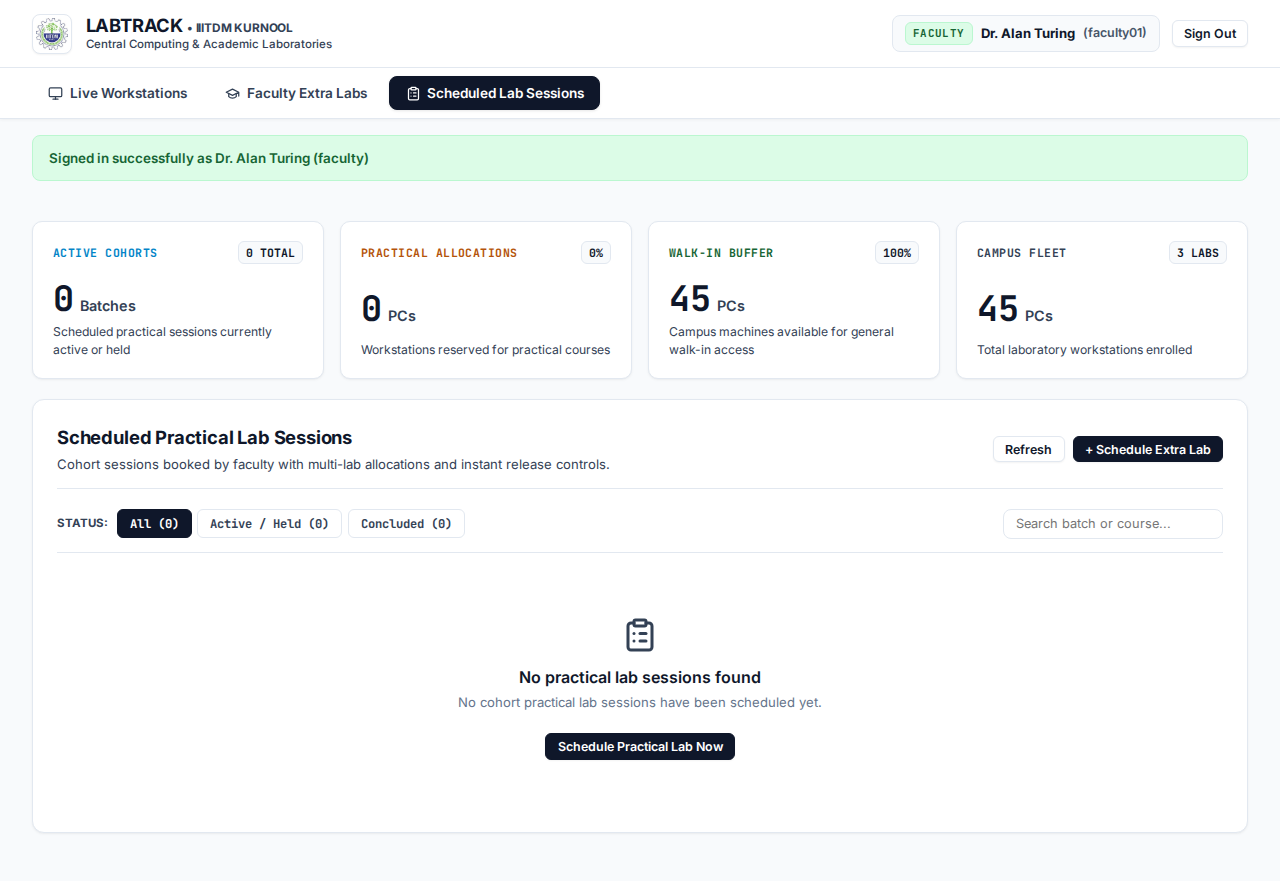 LABTRACK • IIITDM KURNOOL
Central Computing & Academic Laboratories
FACULTY Dr. Alan Turing (faculty01)
Sign Out
Live Workstations
Faculty Extra Labs
Scheduled Lab Sessions
Signed in successfully as Dr. Alan Turing (faculty)
ACTIVE COHORTS
0 TOTAL
0 Batches
Scheduled practical sessions currently
active or held
PRACTICAL ALLOCATIONS
0%
0 PCs
Workstations reserved for practical courses
WALK-IN BUFFER
100%
45 PCs
Campus machines available for general
walk-in access
CAMPUS FLEET
3 LABS
45 PCs
Total laboratory workstations enrolled
Scheduled Practical Lab Sessions
Cohort sessions booked by faculty with multi-lab allocations and instant release controls.
Refresh
+ Schedule Extra Lab
STATUS:
All (0)
Active / Held (0)
Concluded (0)
Search batch or course...
No practical lab sessions found
No cohort practical lab sessions have been scheduled yet.
Schedule Practical Lab Now